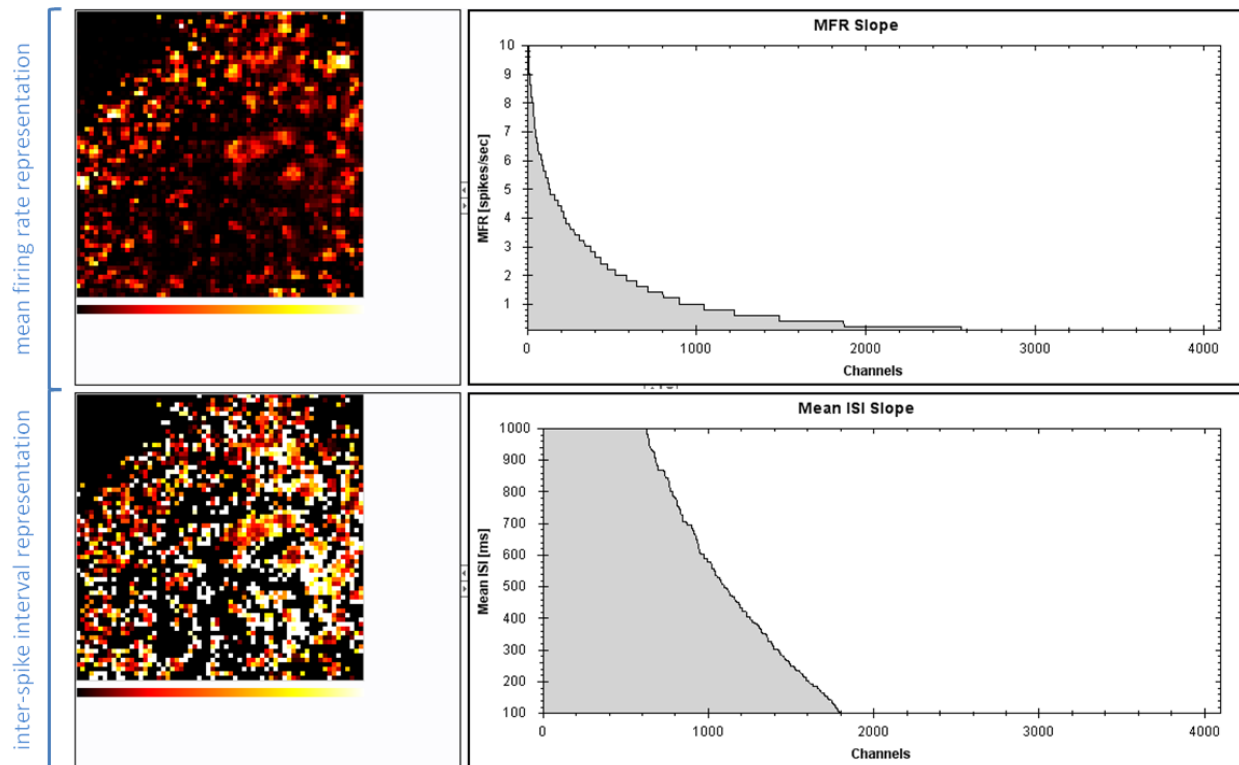 mean firing rate representation
MFR Slope
MFR [spikes/sec]
10
9
8
7
6
5
4
3
2
1
0 1000 2000 3000 4000
Channels
inter-spike interval representation
Mean ISI Slope
Mean ISI [ms]
1000
900
800
700
600
500
400
300
200
100
0 1000 2000 3000 4000
Channels